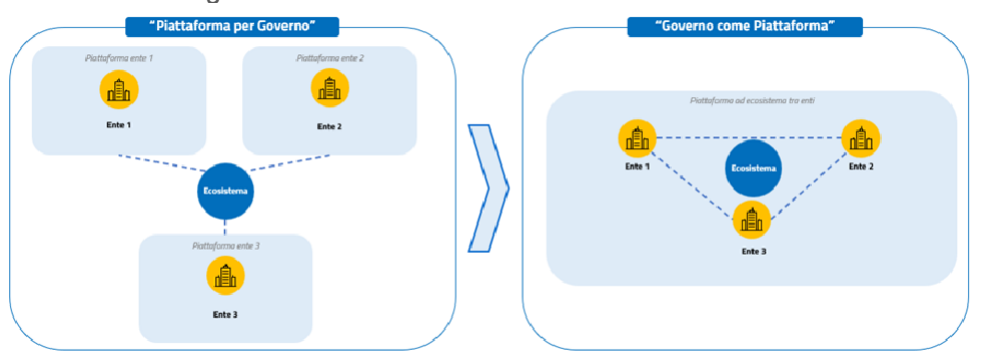 "Piattaforma per Governo"
Piattaforma ente 1
Ente 1
Piattaforma ente 2
Ente 2
Ecosistema
Piattaforma ente 3
Ente 3
"Governo come Piattaforma"
Piattaforma ad ecosistema tra enti
Ente 1
Ecosistema
Ente 2
Ente 3